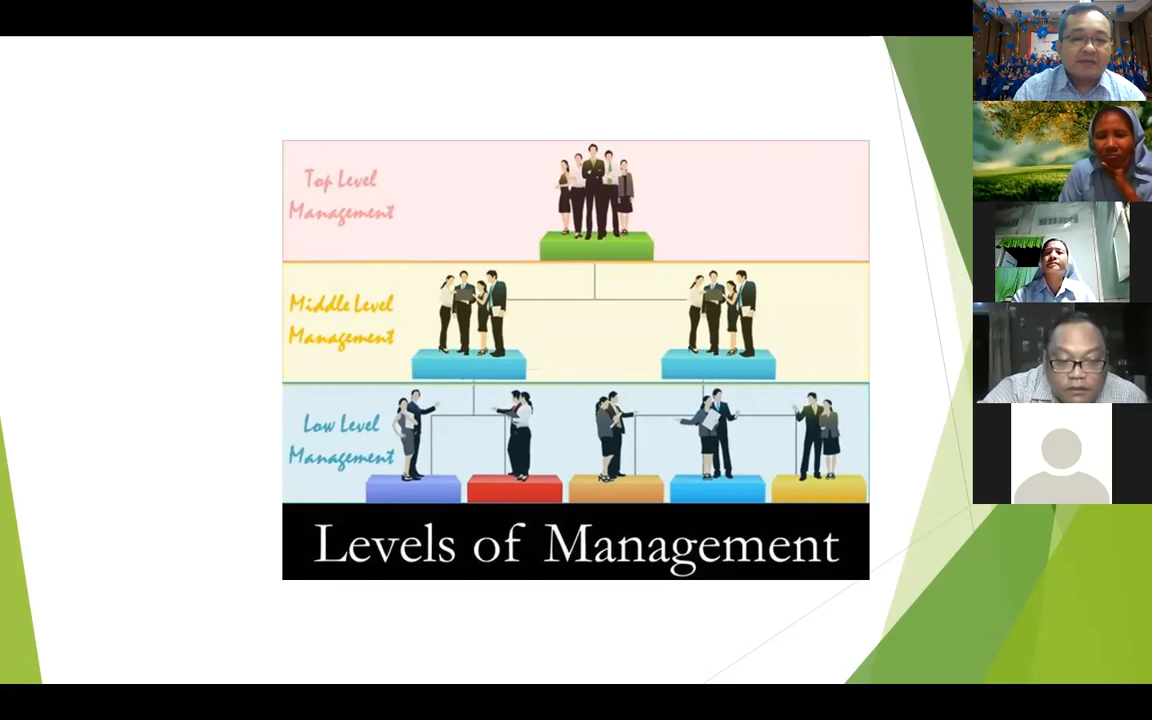 Top Level
Management
Middle Level
Management
Low Level
Management
Levels of Management